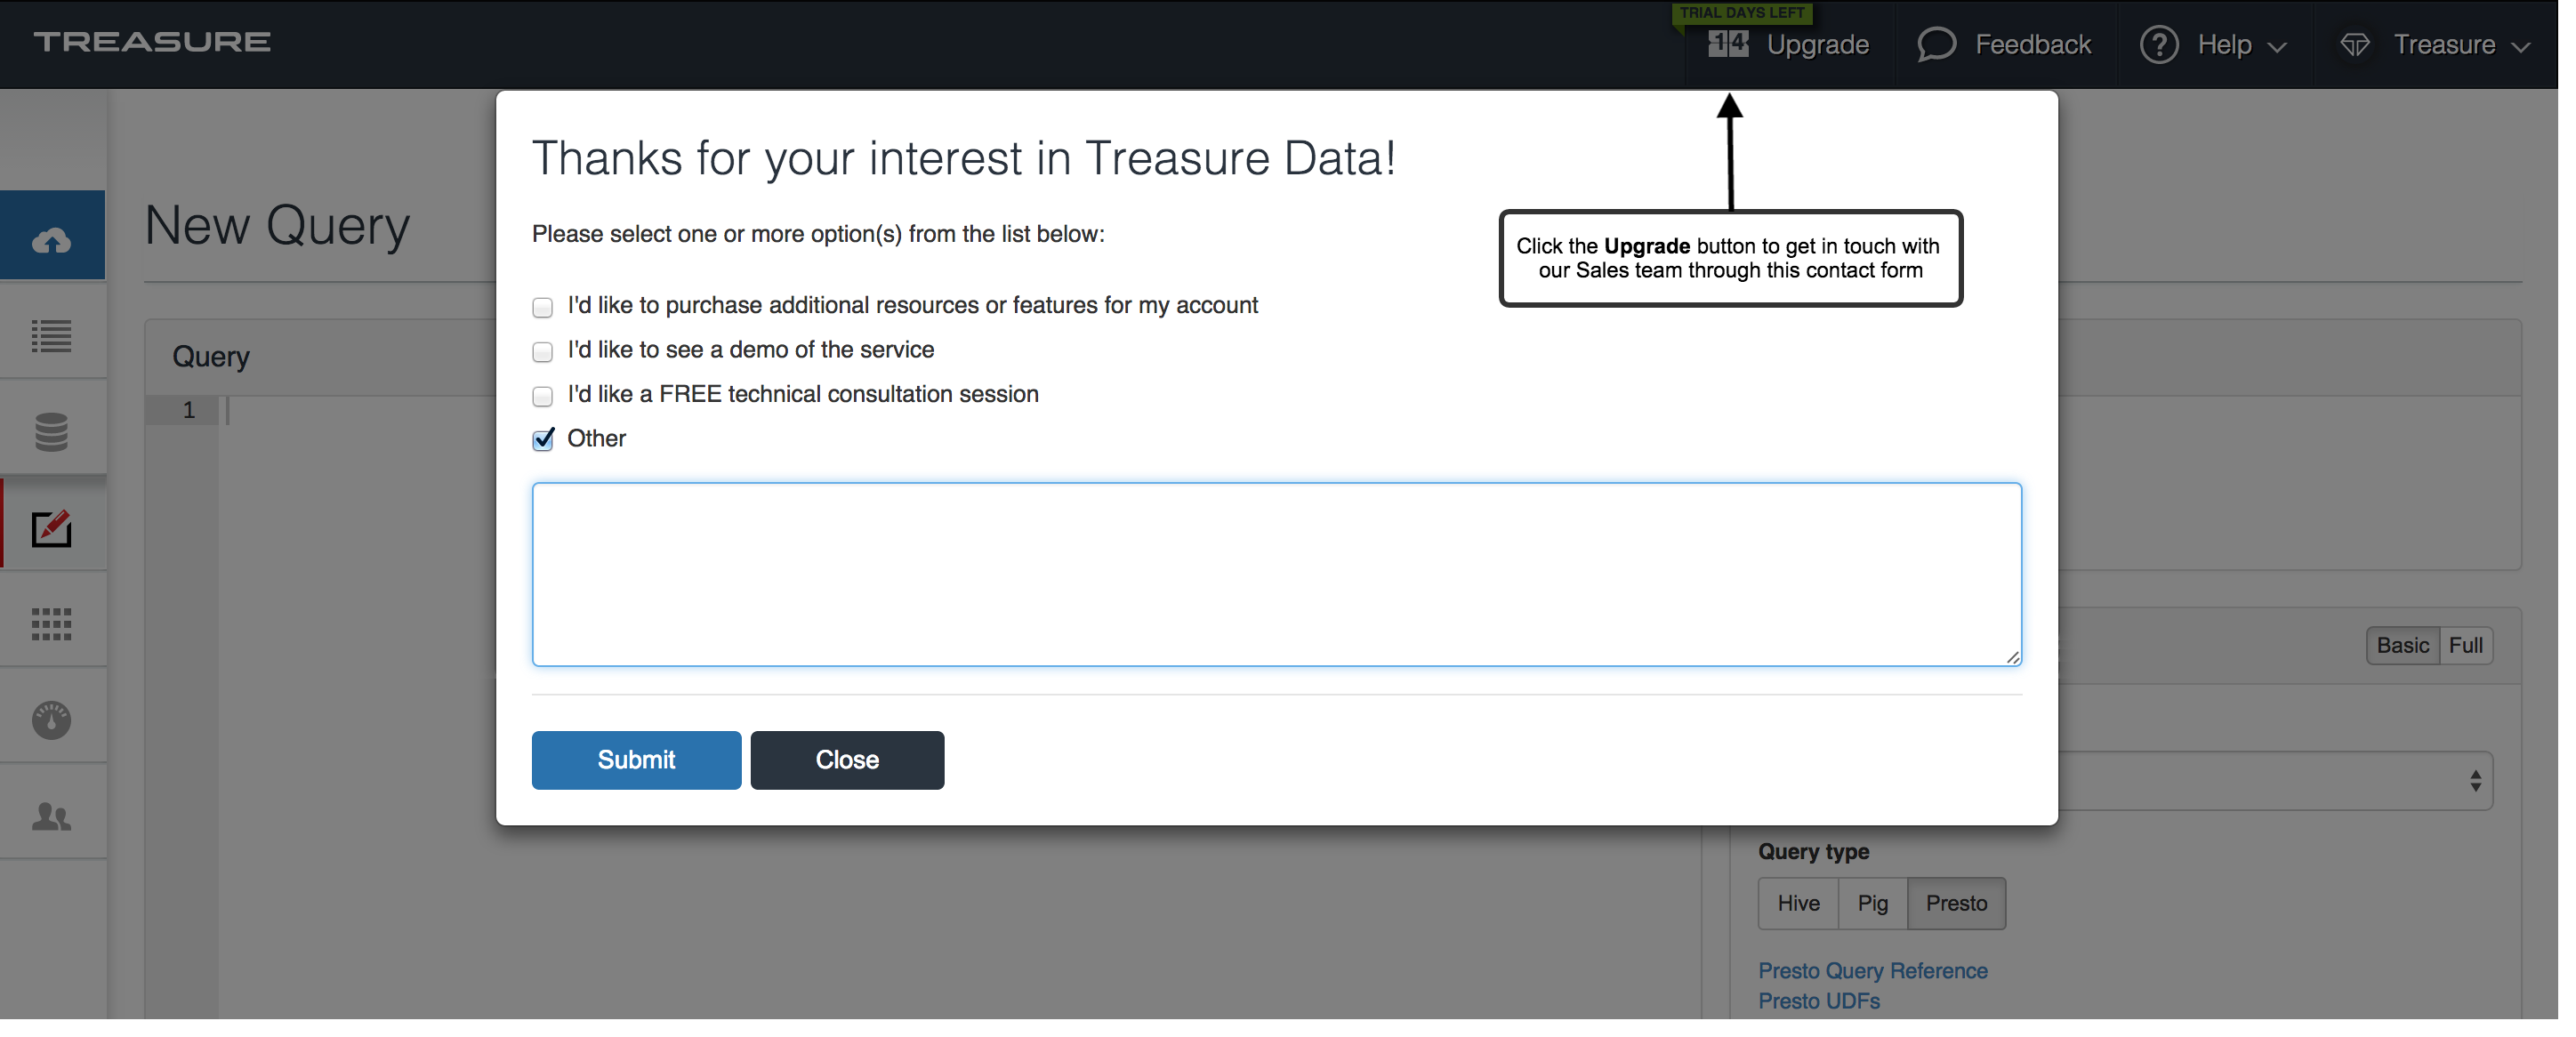 TREASURE
TRIAL DAYS LEFT
14 Upgrade
Feedback
Help
Treasure
Thanks for your interest in Treasure Data!
Please select one or more option(s) from the list below:
I'd like to purchase additional resources or features for my account
I'd like to see a demo of the service
I'd like a FREE technical consultation session
Other
Submit
Close
Click the Upgrade button to get in touch with
our Sales team through this contact form
New Query
Query
1
Basic
Full
Query type
Hive
Pig
Presto
Presto Query Reference
Presto UDFs